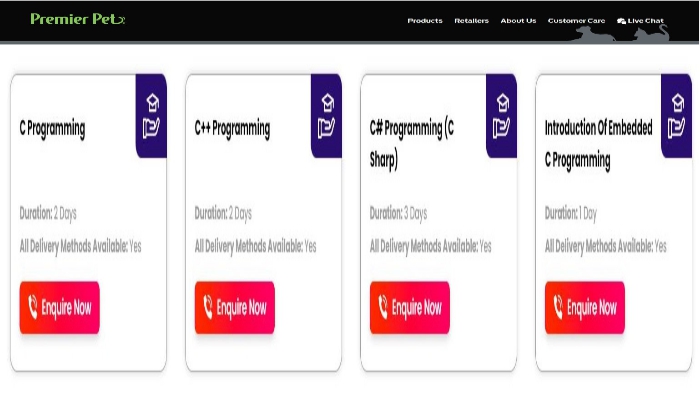 Premier Pet
Products Retailers About Us Customer Care Live Chat
C Programming
Duration: 2 Days
All Delivery Methods Available: Yes
Enquire Now
C++ Programming
Duration: 2 Days
All Delivery Methods Available: Yes
Enquire Now
C# Programming (C
Sharp)
Duration: 3 Days
All Delivery Methods Available: Yes
Enquire Now
Introduction Of Embedded
C Programming
Duration: 1 Day
All Delivery Methods Available: Yes
Enquire Now